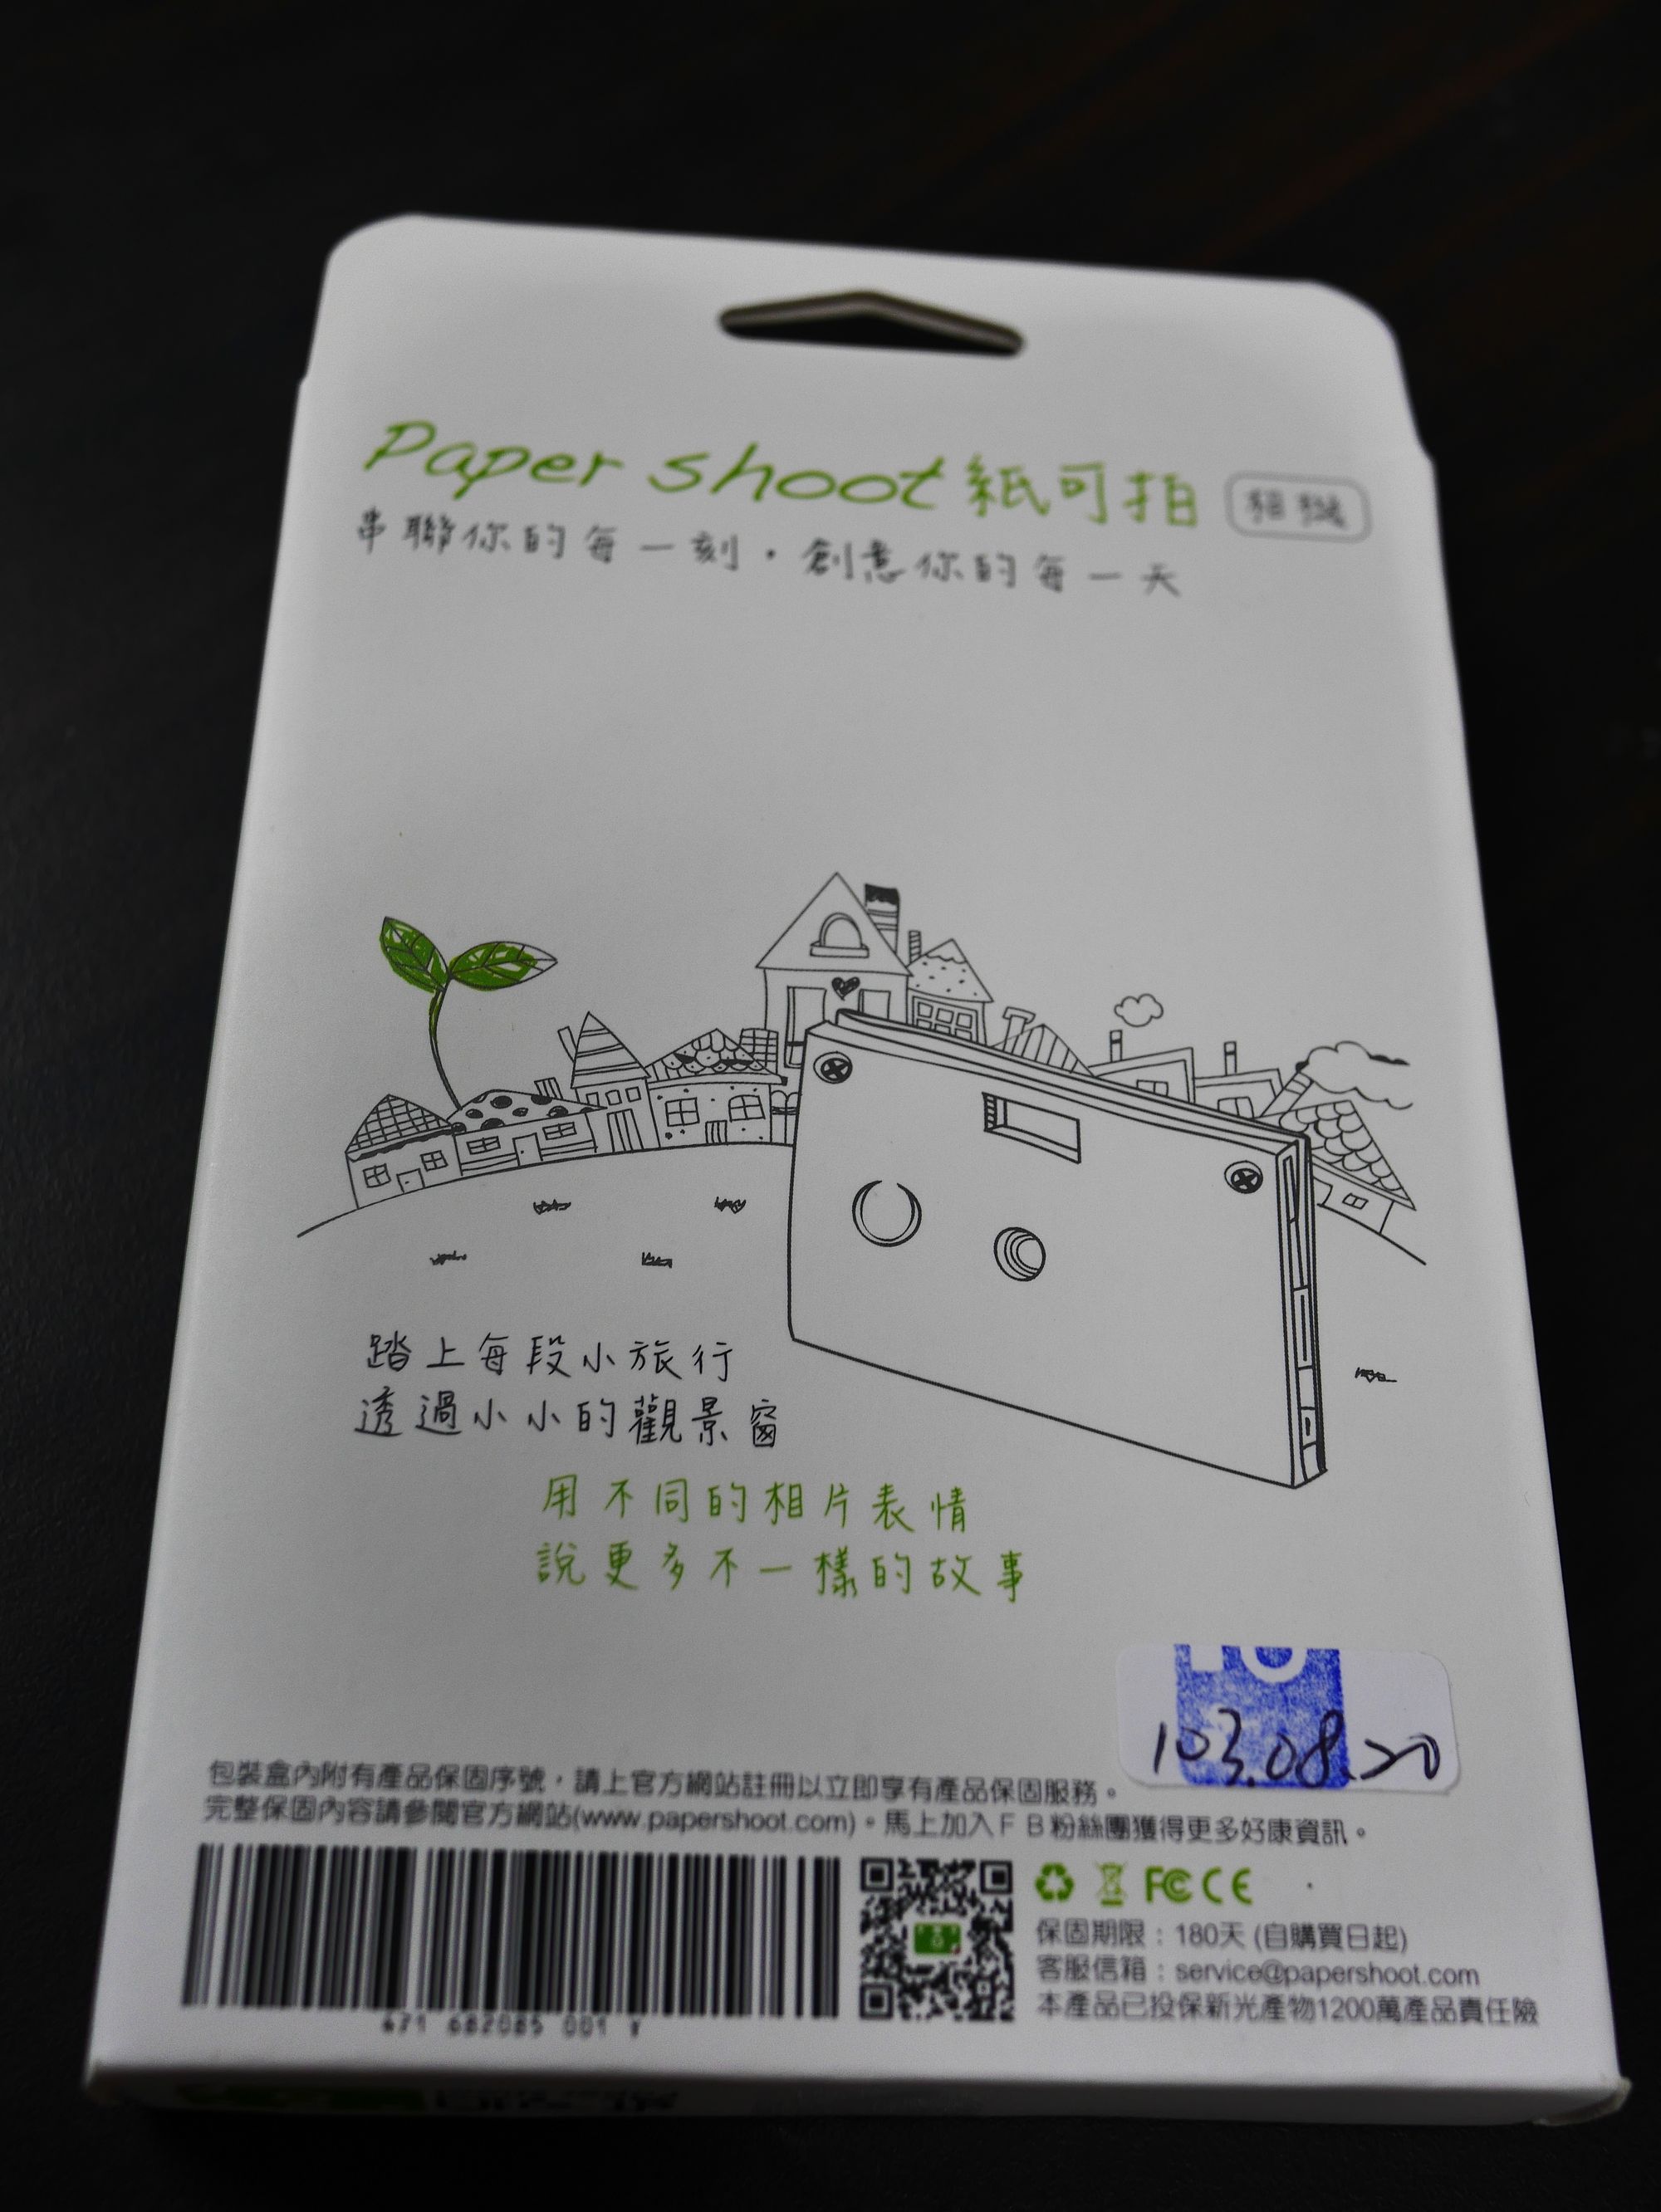 Paper shoot 紙可拍 相機
串聯你的每一刻・創意你的每一天
踏上每段小旅行
透過小小的觀景窗
用不同的相片表情
說更多不一樣的故事
103.08.20
包裝盒內附有產品保固序號，請上官方網站註冊以立即享有產品保固服務。
完整保固內容請參閱官方網站(www.papershoot.com)。馬上加入ＦＢ粉絲團獲得更多好康資訊。
FC CE
保固期限：180天 (自購買日起)
客服信箱：service@papershoot.com
本產品已投保新光產物1200萬產品責任險
671 682085 001